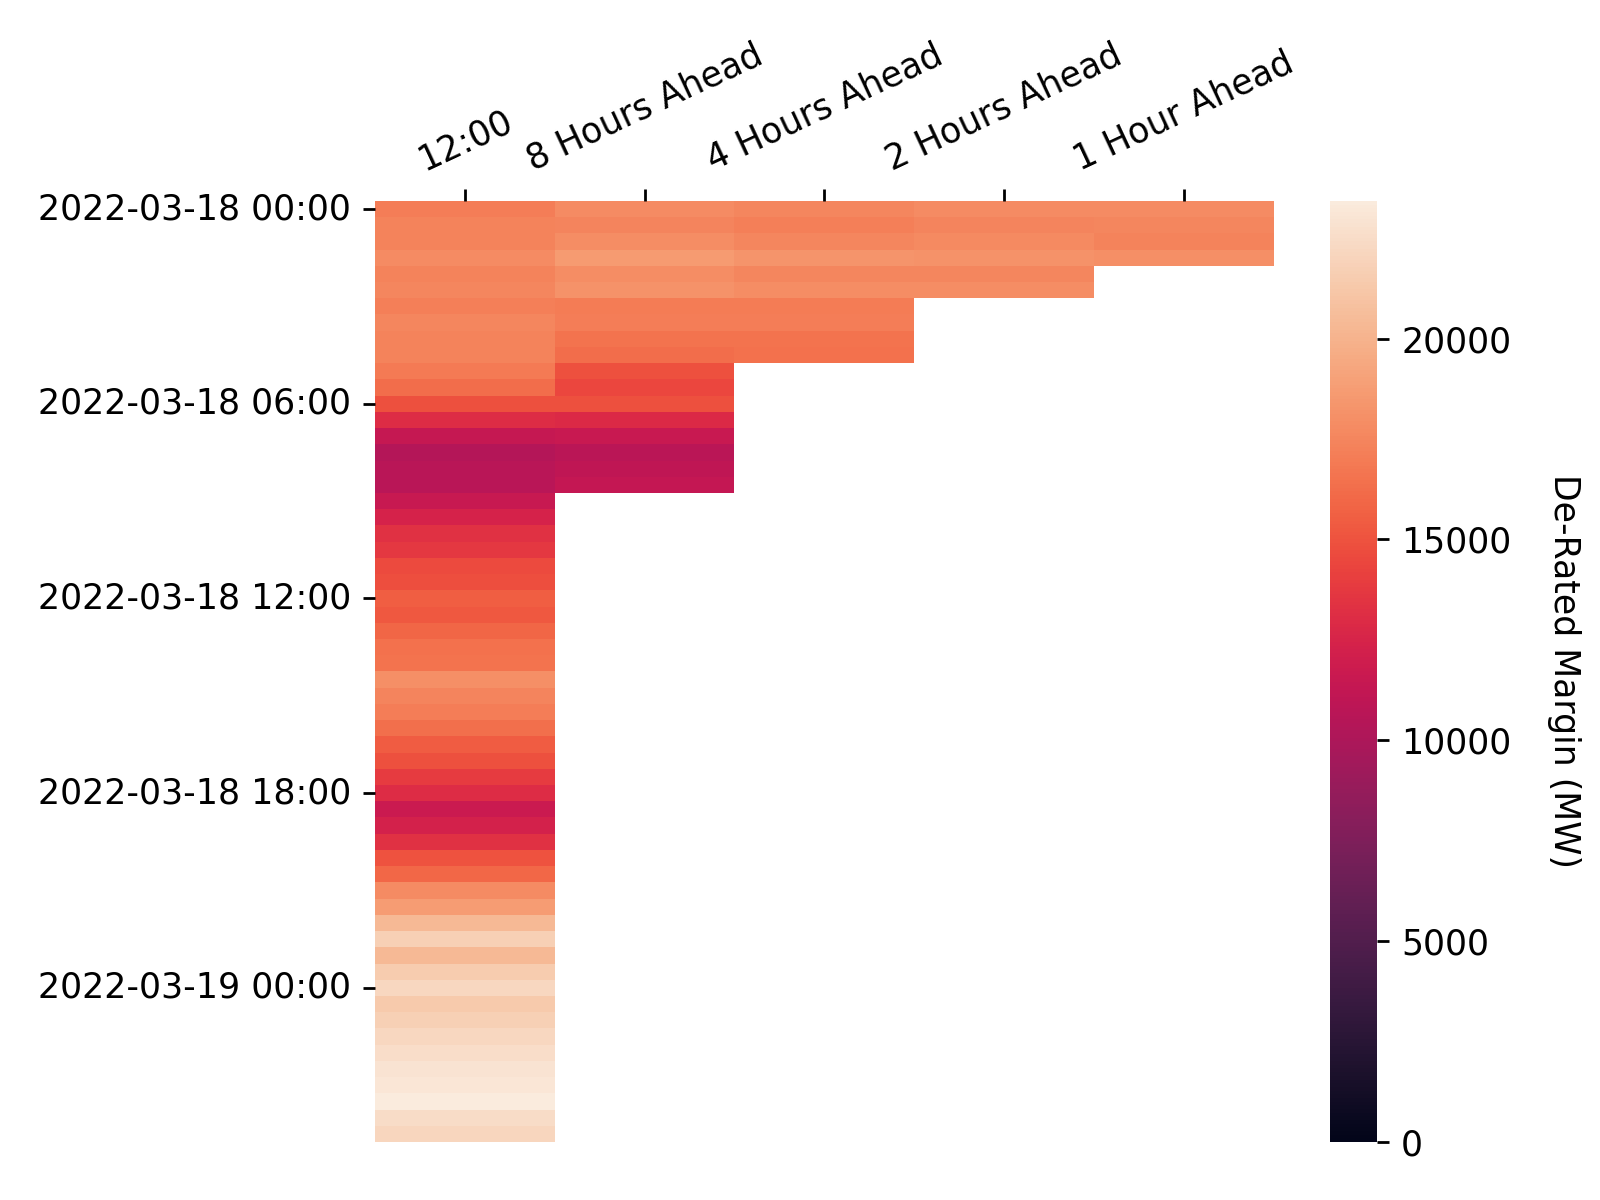 12:00
8 Hours Ahead
4 Hours Ahead
2 Hours Ahead
1 Hour Ahead
2022-03-18 00:00
2022-03-18 06:00
2022-03-18 12:00
2022-03-18 18:00
2022-03-19 00:00
20000
15000
10000
5000
0
De-Rated Margin (MW)